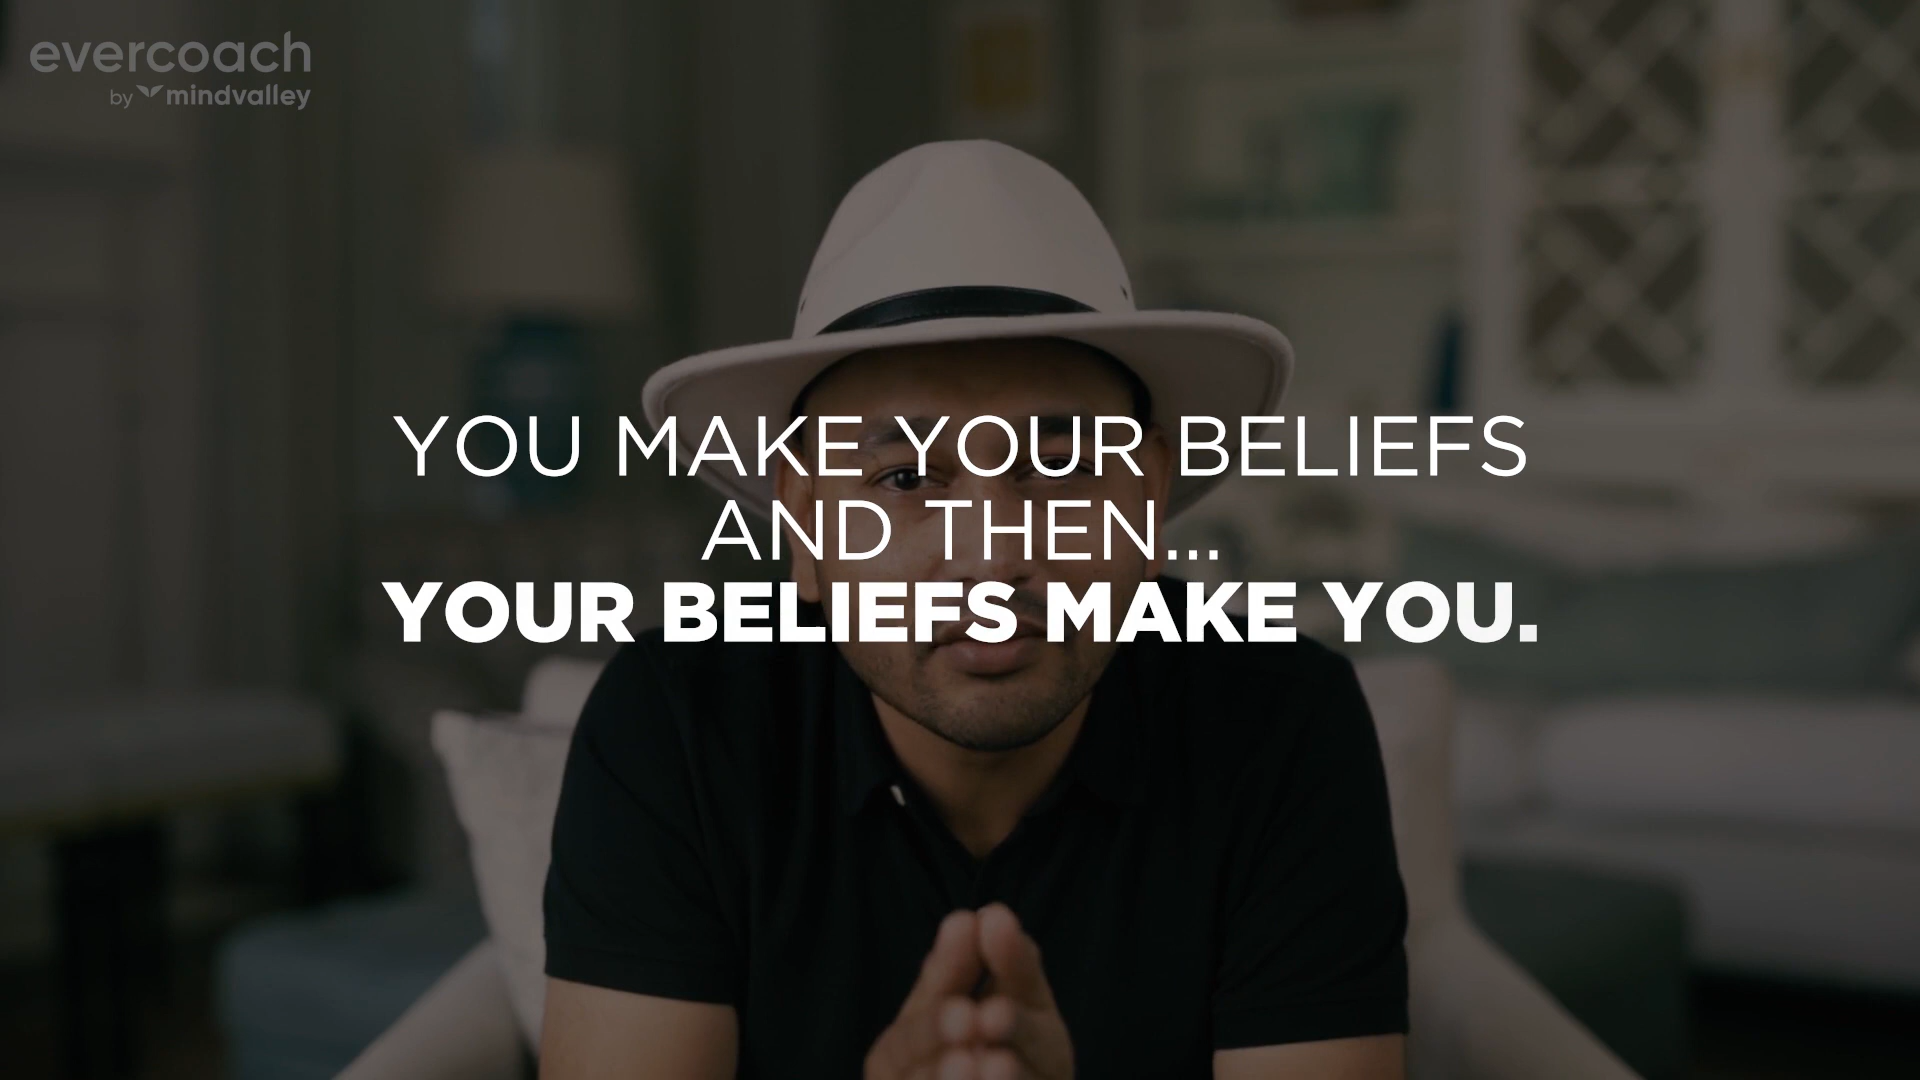 evercoach
by mindvalley
YOU MAKE YOUR BELIEFS
AND THEN...
YOUR BELIEFS MAKE YOU.